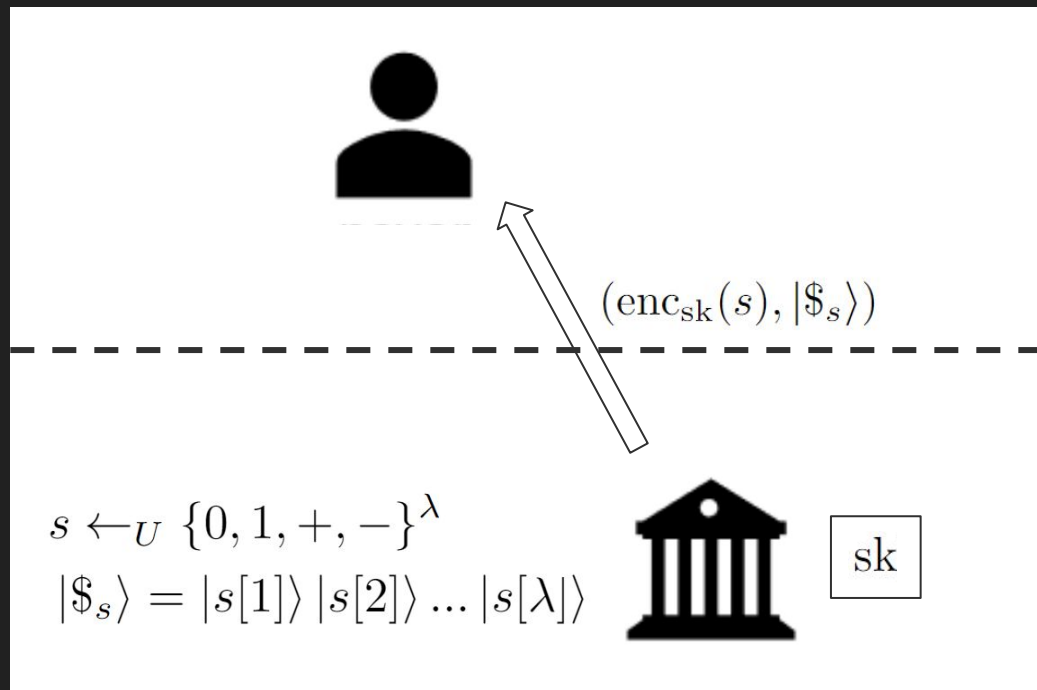 (enc_sk(s), |$_s⟩)
s ←_U {0, 1, +, −}^λ
|$_s⟩ = |s[1]⟩ |s[2]⟩ ... |s[λ]⟩
sk